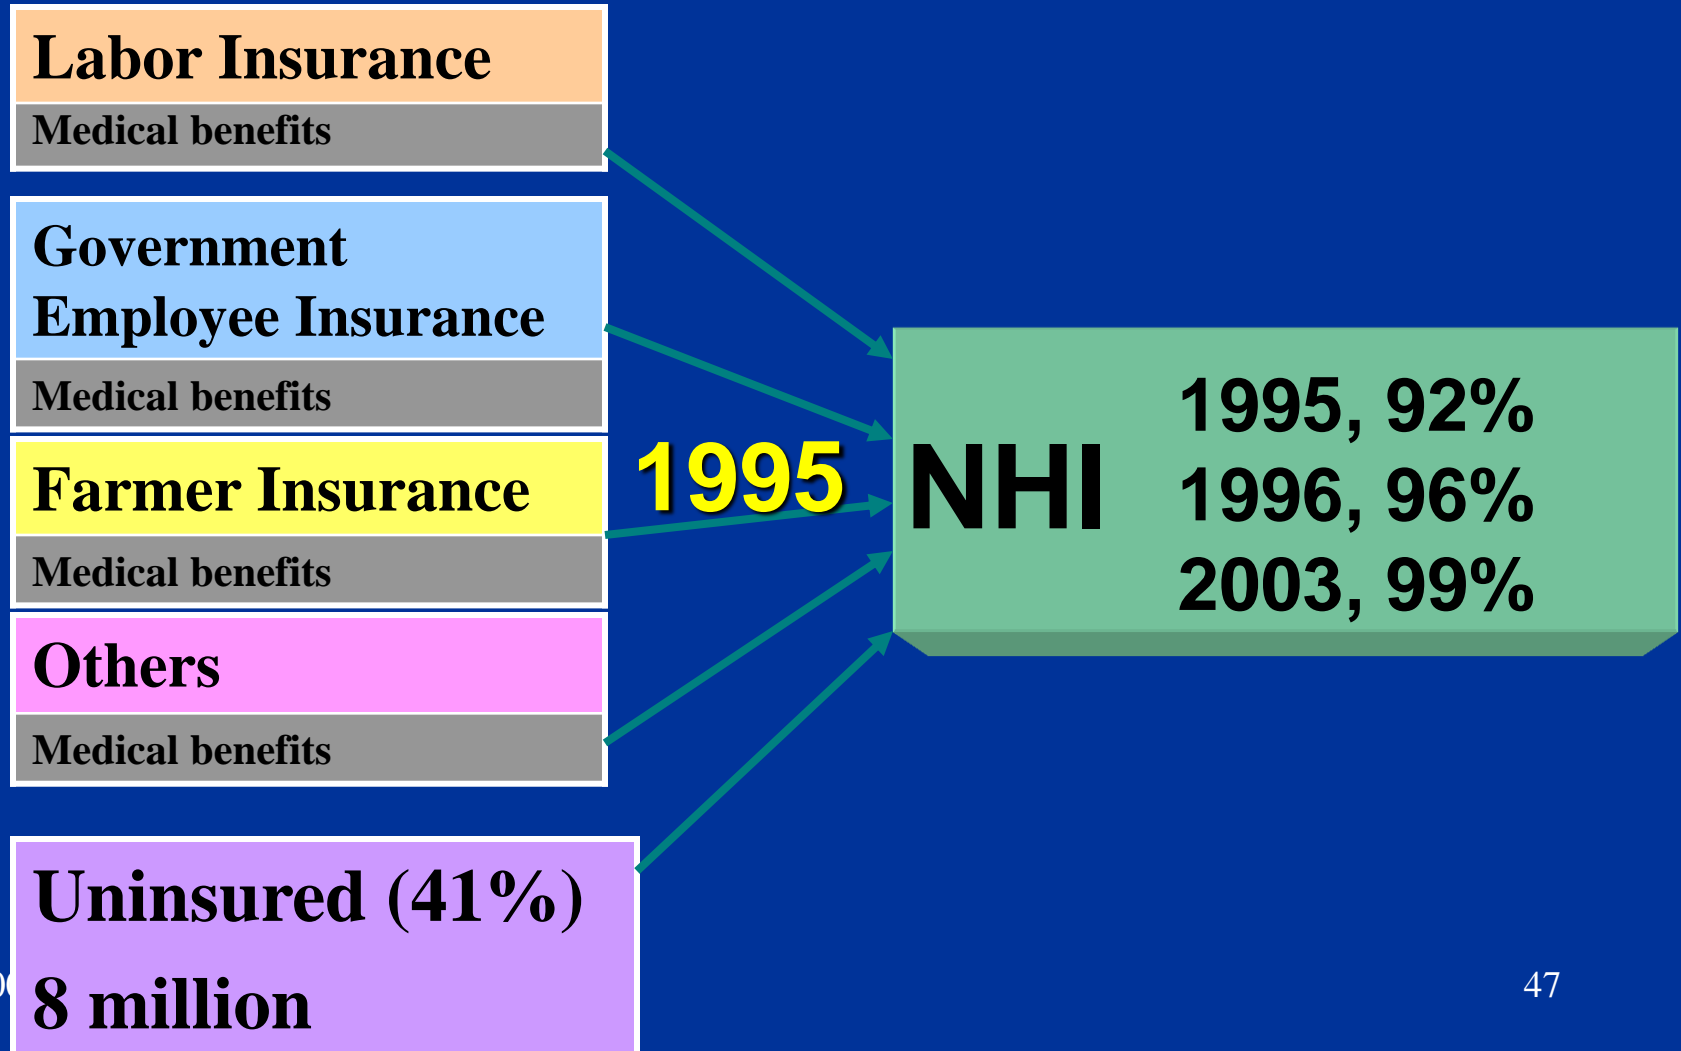 Labor Insurance
Medical benefits
Government
Employee Insurance
Medical benefits
Farmer Insurance
Medical benefits
Others
Medical benefits
Uninsured (41%)
8 million
1995
NHI
1995, 92%
1996, 96%
2003, 99%
47